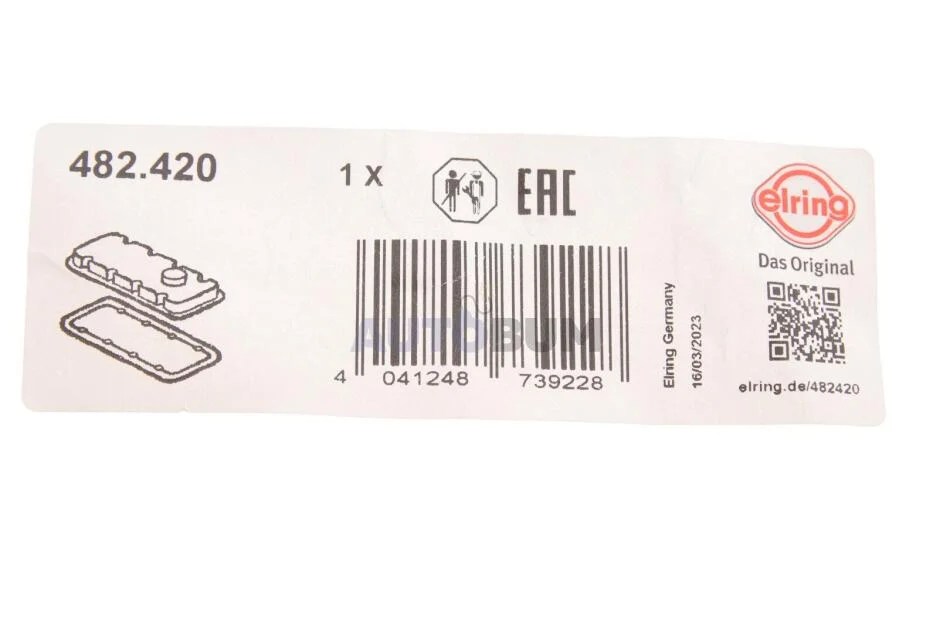 482.420
1 X
EAC
elring
Das Original
AUTOBUM
4 041248 739228
Elring Germany
16/03/2023
elring.de/482420